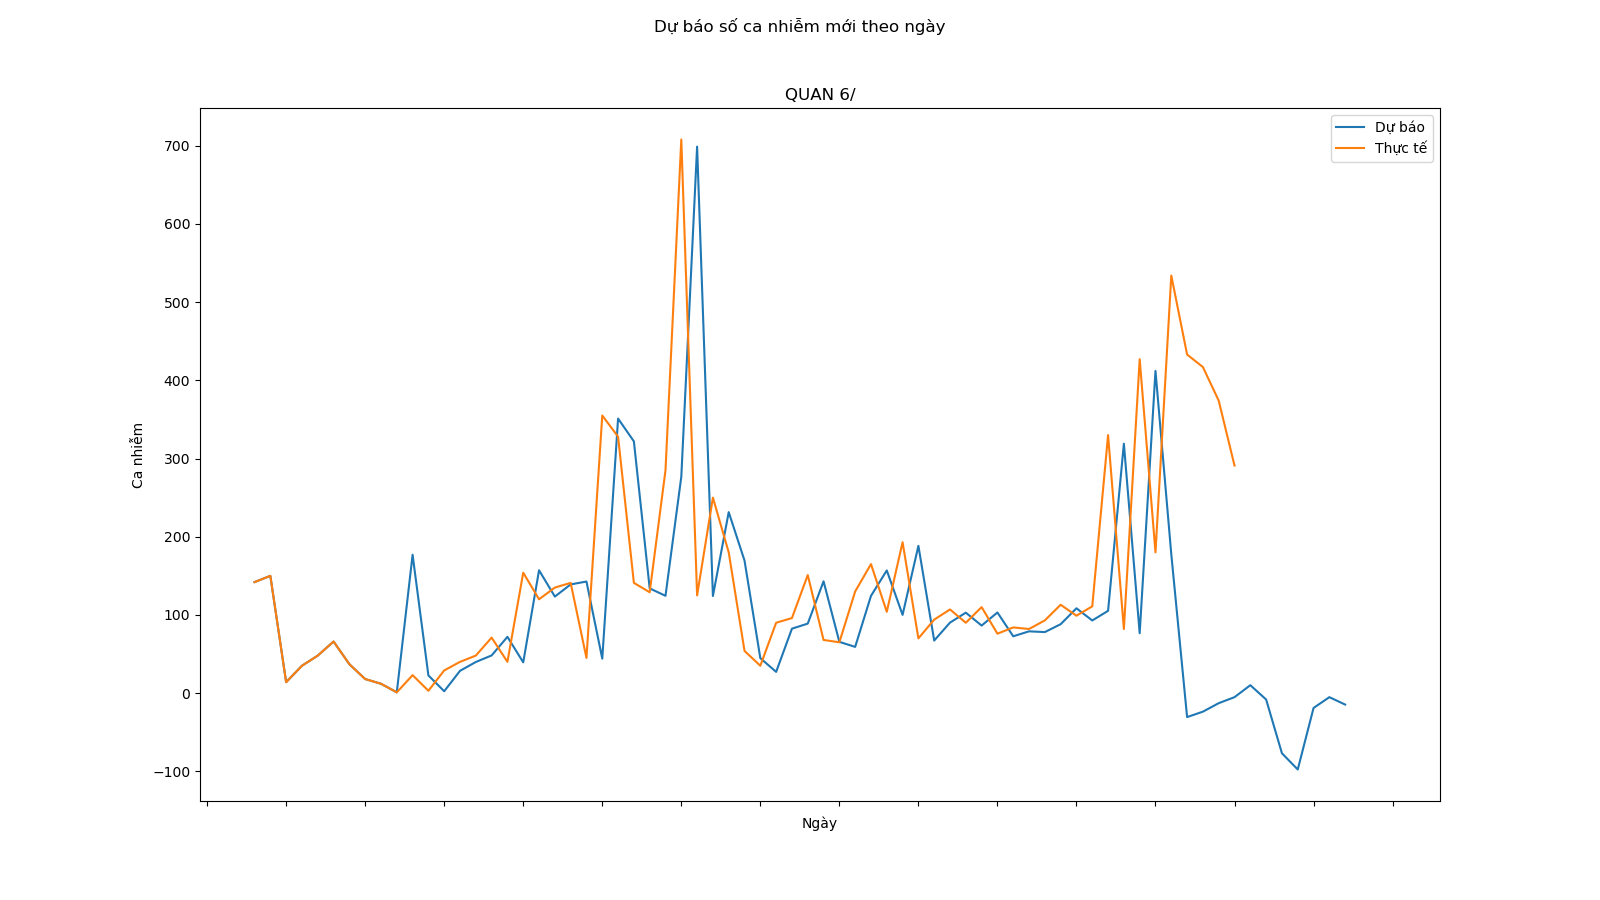 Dự báo số ca nhiễm mới theo ngày
QUAN 6/
Dự báo
Thực tế
700
600
500
400
300
200
100
0
−100
Ca nhiễm
Ngày